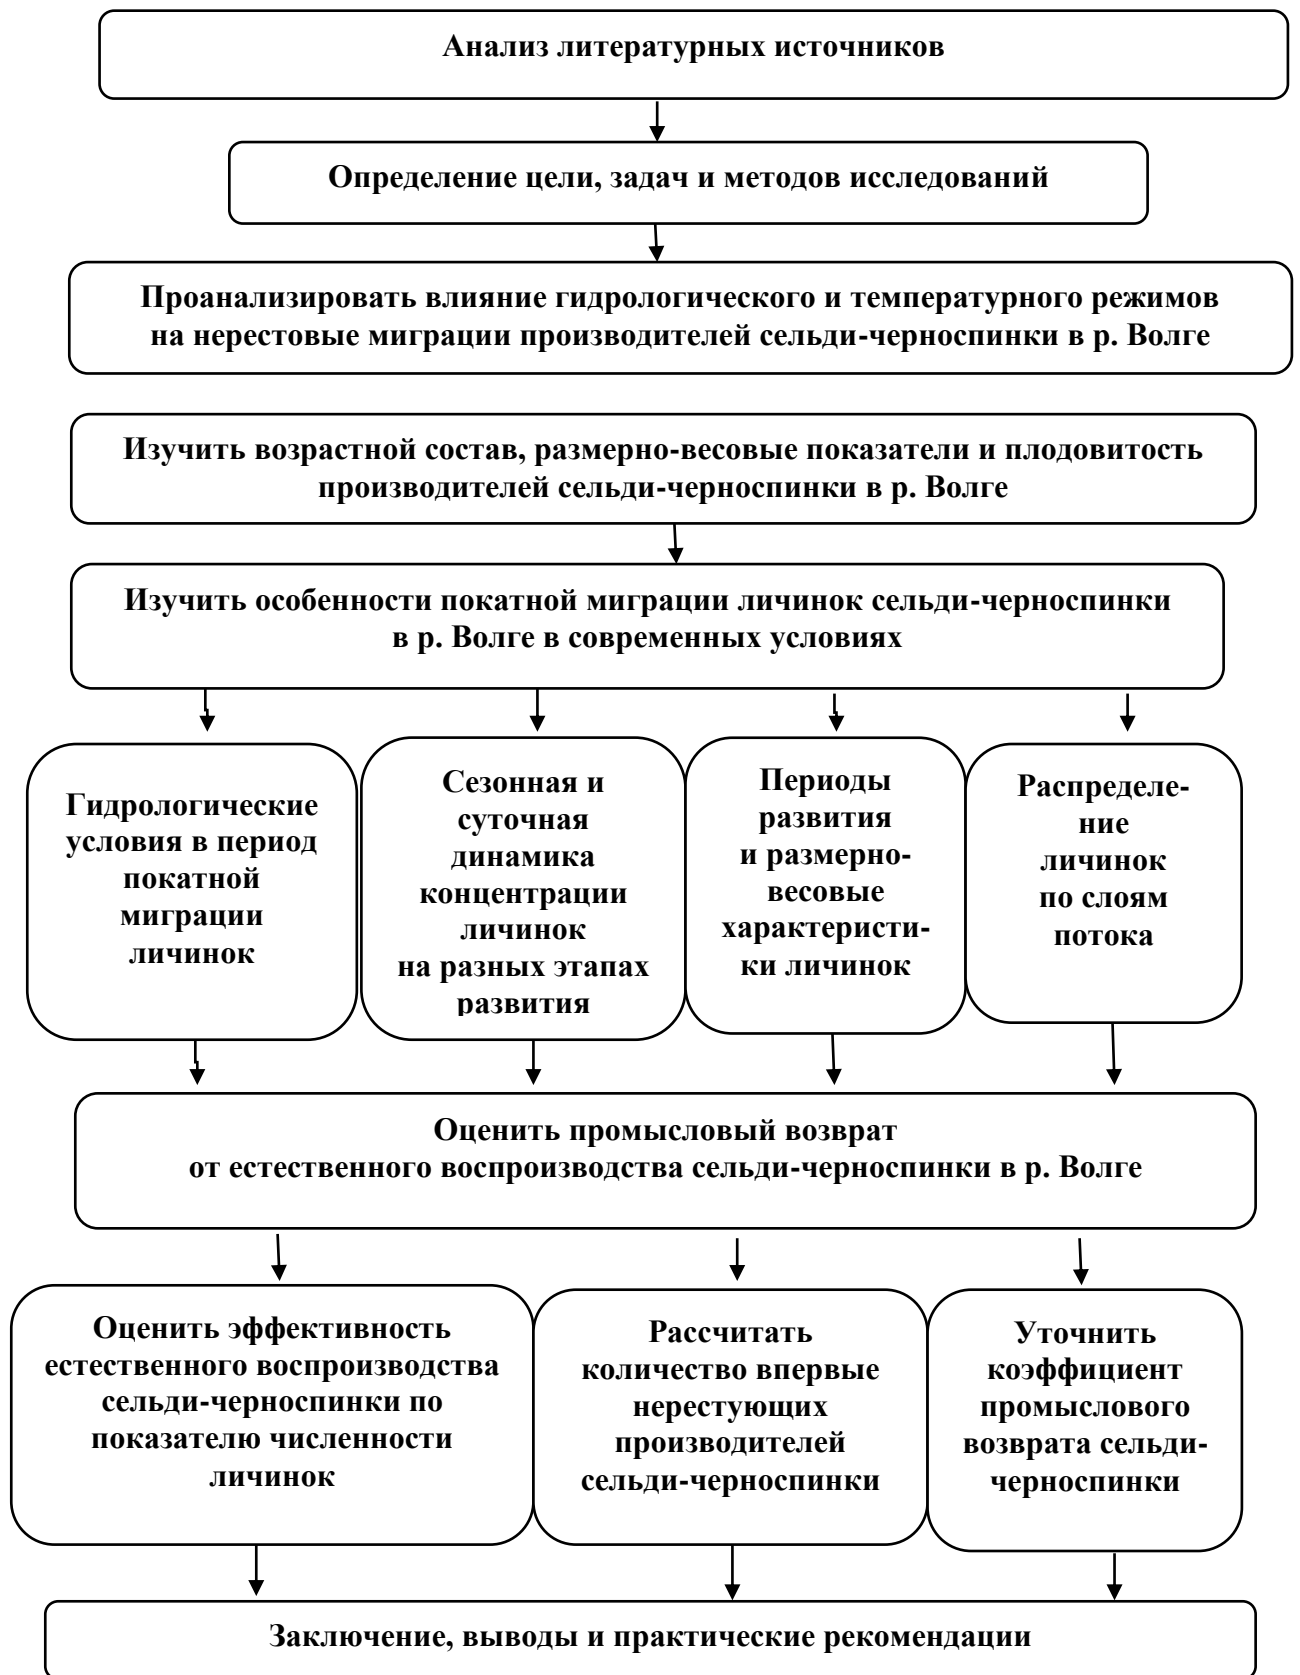 Анализ литературных источников
Определение цели, задач и методов исследований
Проанализировать влияние гидрологического и температурного режимов
на нерестовые миграции производителей сельди-черноспинки в р. Волге
Изучить возрастной состав, размерно-весовые показатели и плодовитость
производителей сельди-черноспинки в р. Волге
Изучить особенности покатной миграции личинок сельди-черноспинки
в р. Волге в современных условиях
Гидрологические
условия в период
покатной
миграции
личинок
Сезонная и
суточная
динамика
концентрации
личинок
на разных этапах
развития
Периоды
развития
и размерно-
весовые
характеристи-
ки личинок
Распределе-
ние
личинок
по слоям
потока
Оценить промысловый возврат
от естественного воспроизводства сельди-черноспинки в р. Волге
Оценить эффективность
естественного воспроизводства
сельди-черноспинки по
показателю численности
личинок
Рассчитать
количество впервые
нерестующих
производителей
сельди-черноспинки
Уточнить
коэффициент
промыслового
возврата сельди-
черноспинки
Заключение, выводы и практические рекомендации